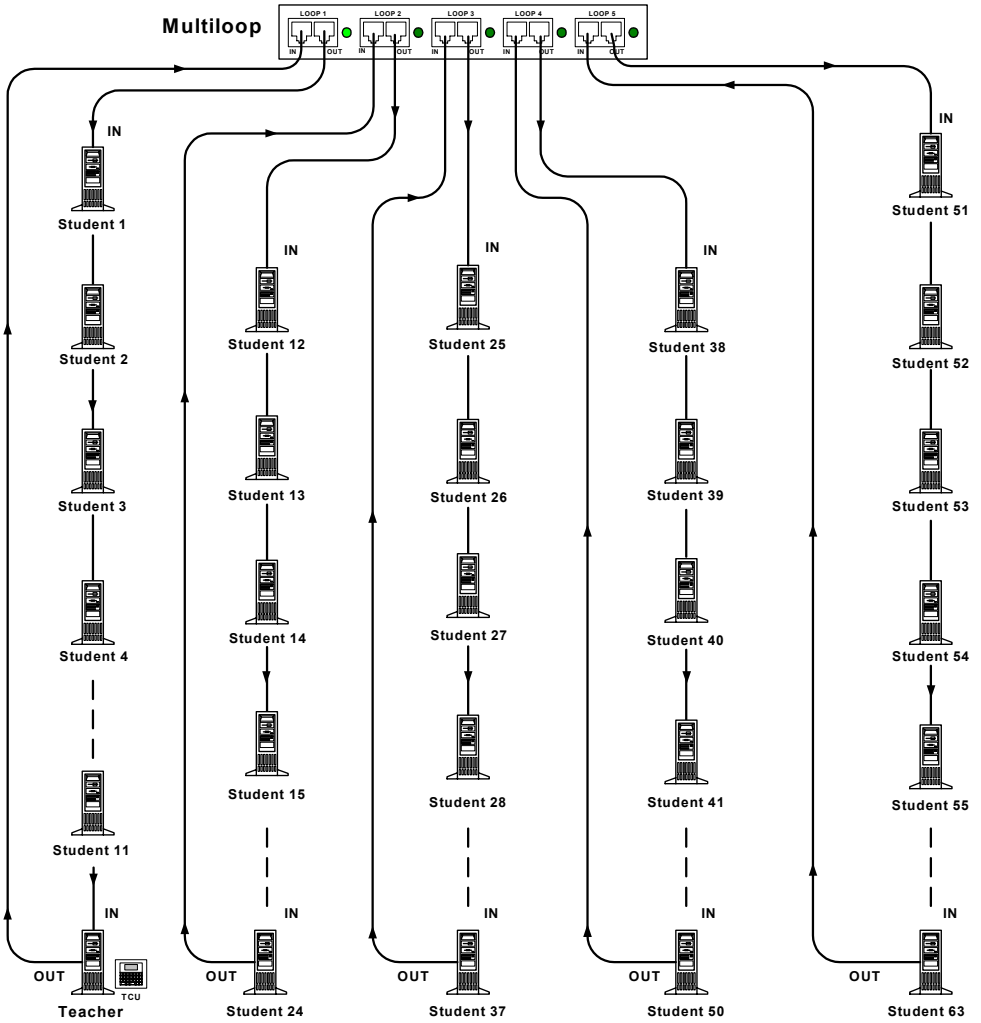 Multiloop
LOOP 1 LOOP 2 LOOP 3 LOOP 4 LOOP 5
IN OUT IN OUT IN OUT IN OUT IN OUT
IN
Student 1
Student 2
Student 3
Student 4
Student 11
IN
OUT
TCU
Teacher
IN
Student 12
Student 13
Student 14
Student 15
IN
OUT
Student 24
IN
Student 25
Student 26
Student 27
Student 28
IN
OUT
Student 37
IN
Student 38
Student 39
Student 40
Student 41
IN
OUT
Student 50
IN
Student 51
Student 52
Student 53
Student 54
Student 55
IN
OUT
Student 63